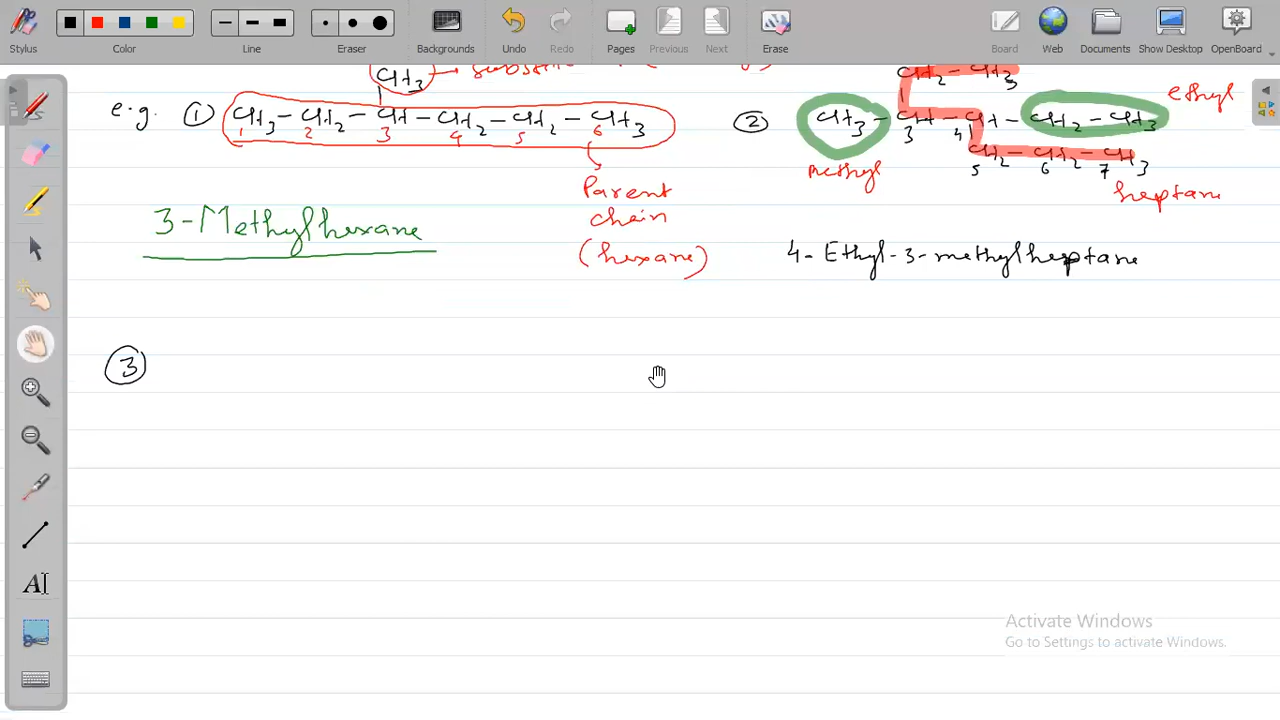 Stylus Color Line Eraser Backgrounds Undo Redo Pages Previous Next Erase Board Web Documents Show Desktop OpenBoard
CH3
CH2 - CH3
e.g. ① CH3 - CH2 - CH - CH2 - CH2 - CH3
1 2 3 4 5 6
Parent
chain
(hexane)
3-Methylhexane
② CH3 - CH - CH - CH2 - CH3
3 4
ethyl
CH2 - CH2 - CH3
5 6 7
methyl
heptane
4-Ethyl-3-methylheptane
③
Activate Windows
Go to Settings to activate Windows.